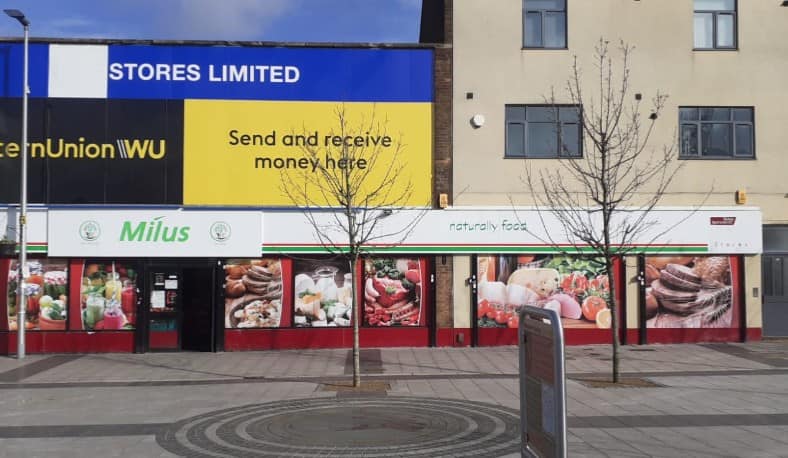 STORES LIMITED
ternUnion WU
Send and receive
money here
Milus
naturally food
Stores